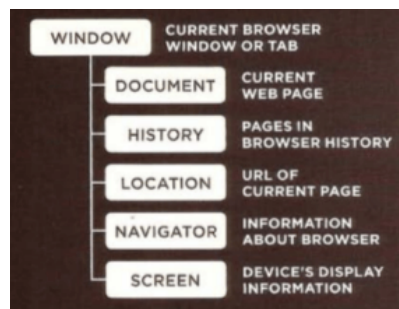 WINDOW
CURRENT BROWSER
WINDOW OR TAB
DOCUMENT
CURRENT
WEB PAGE
HISTORY
PAGES IN
BROWSER HISTORY
LOCATION
URL OF
CURRENT PAGE
NAVIGATOR
INFORMATION
ABOUT BROWSER
SCREEN
DEVICE'S DISPLAY
INFORMATION